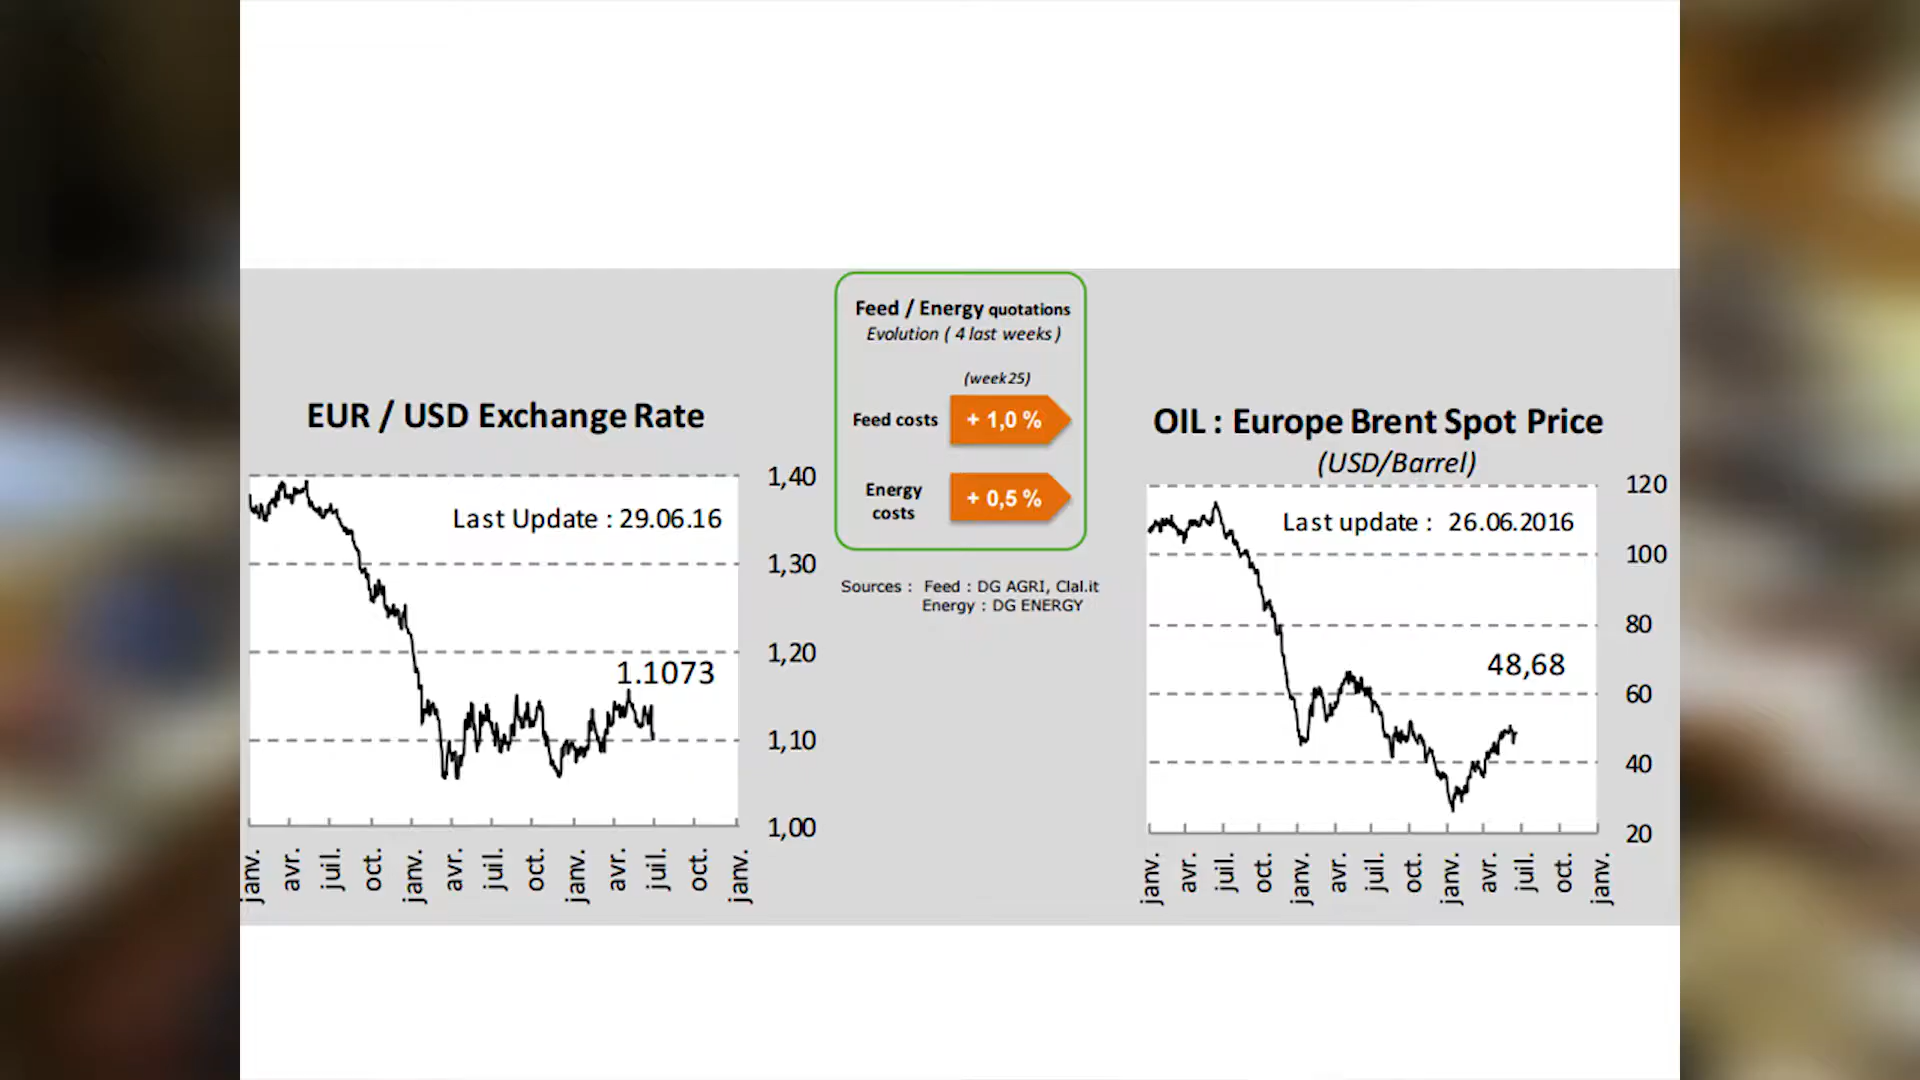 EUR / USD Exchange Rate
Last Update : 29.06.16
1.1073
1,40
1,30
1,20
1,10
1,00
janv.
avr.
juil.
oct.
janv.
avr.
juil.
oct.
janv.
avr.
juil.
oct.
janv.
Feed / Energy quotations
Evolution ( 4 last weeks )
(week25)
Feed costs + 1,0 %
Energy costs + 0,5 %
Sources : Feed : DG AGRI, Clal.it
Energy : DG ENERGY
OIL : Europe Brent Spot Price
(USD/Barrel)
Last update : 26.06.2016
48,68
120
100
80
60
40
20
janv.
avr.
juil.
oct.
janv.
avr.
juil.
oct.
janv.
avr.
juil.
oct.
janv.